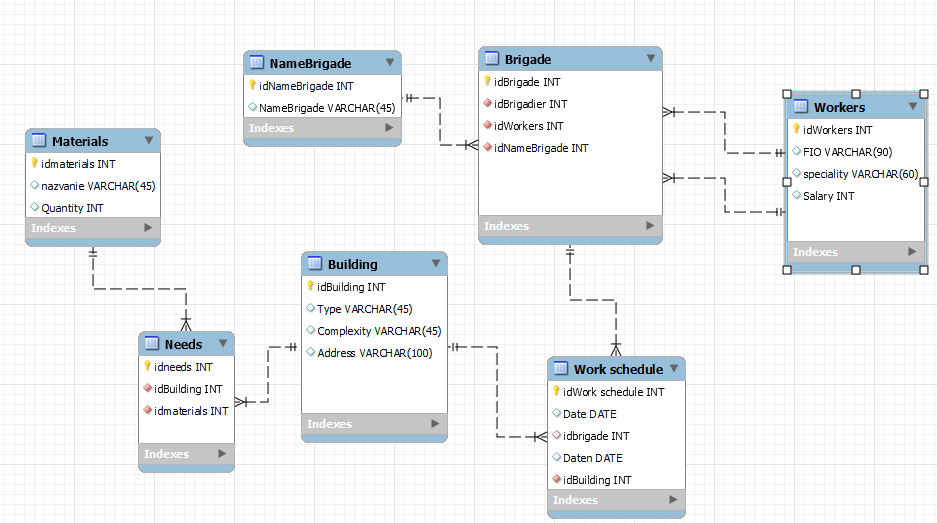 NameBrigade
idNameBrigade INT
NameBrigade VARCHAR(45)
Indexes
Brigade
idBrigade INT
idBrigadier INT
idWorkers INT
idNameBrigade INT
Indexes
Workers
idWorkers INT
FIO VARCHAR(90)
speciality VARCHAR(60)
Salary INT
Indexes
Materials
idmaterials INT
nazvanie VARCHAR(45)
Quantity INT
Indexes
Building
idBuilding INT
Type VARCHAR(45)
Complexity VARCHAR(45)
Address VARCHAR(100)
Indexes
Needs
idneeds INT
idBuilding INT
idmaterials INT
Indexes
Work schedule
idWork schedule INT
Date DATE
idbrigade INT
Daten DATE
idBuilding INT
Indexes